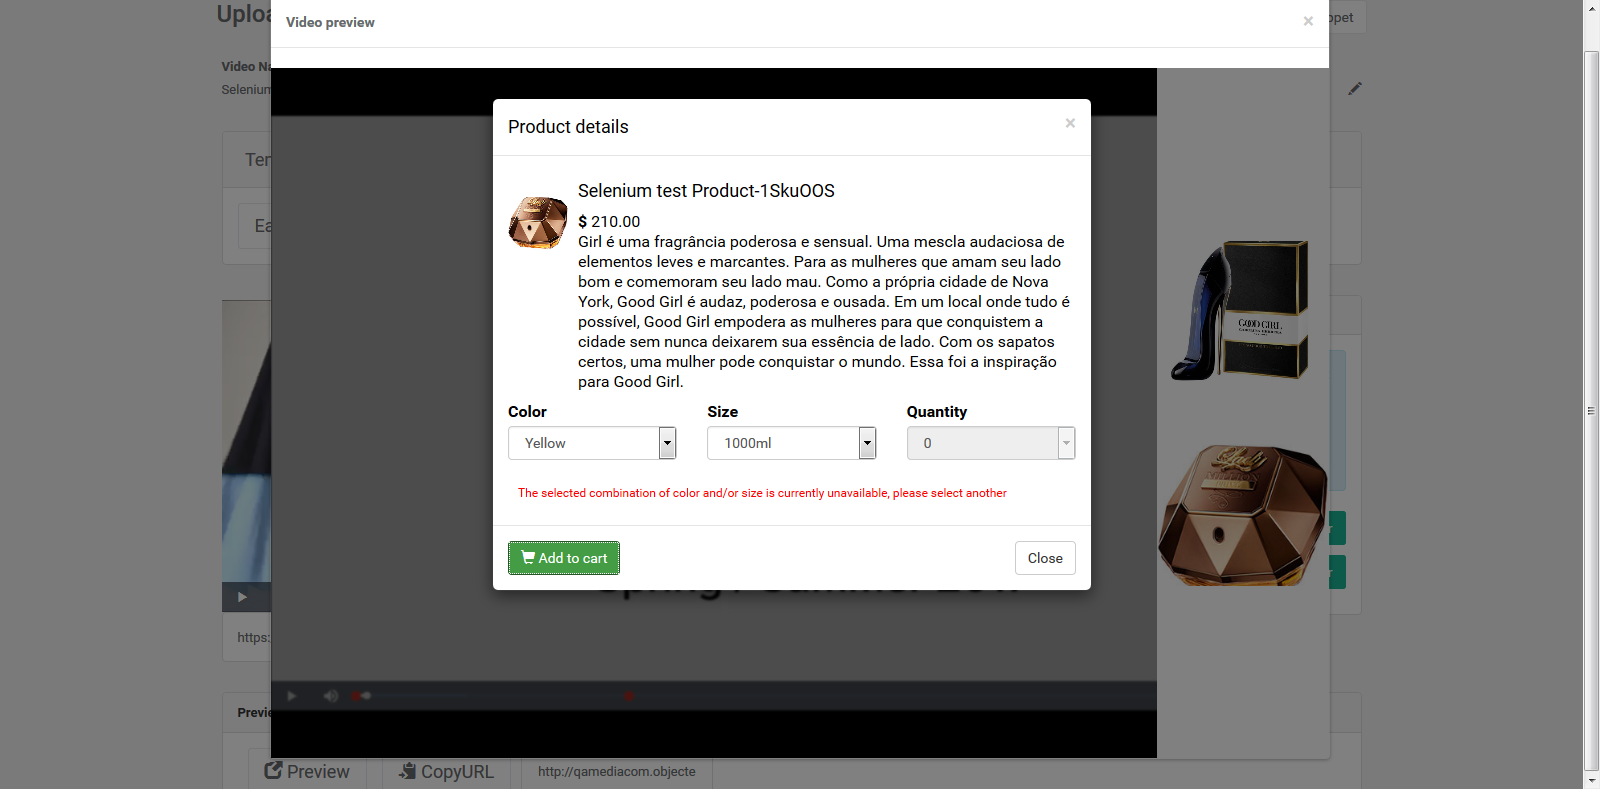 Video preview
×
Video Na
Selenium
Product details
×
Selenium test Product-1SkuOOS
$ 210.00
Girl é uma fragrância poderosa e sensual. Uma mescla audaciosa de
elementos leves e marcantes. Para as mulheres que amam seu lado
bom e comemoram seu lado mau. Como a própria cidade de Nova
York, Good Girl é audaz, poderosa e ousada. Em um local onde tudo é
possível, Good Girl empodera as mulheres para que conquistem a
cidade sem nunca deixarem sua essência de lado. Com os sapatos
certos, uma mulher pode conquistar o mundo. Essa foi a inspiração
para Good Girl.
Color Size Quantity
Yellow 1000ml 0
The selected combination of color and/or size is currently unavailable, please select another
Add to cart
Close
GOOD GIRL
Lady
https:
Previe
Preview
CopyURL
http://qamediacom.objecte